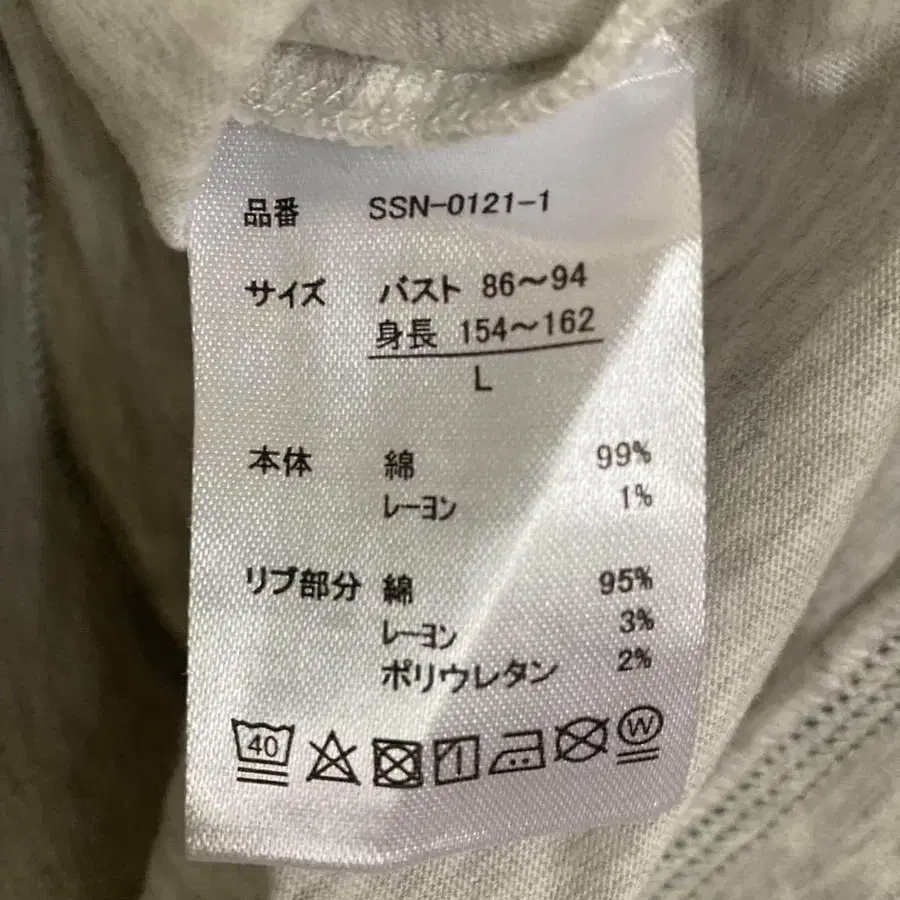 品番 SSN-0121-1
サイズ バスト 86～94
身長 154～162
L
本体 綿 99%
レーヨン 1%
リブ部分 綿 95%
レーヨン 3%
ポリウレタン 2%
40 W